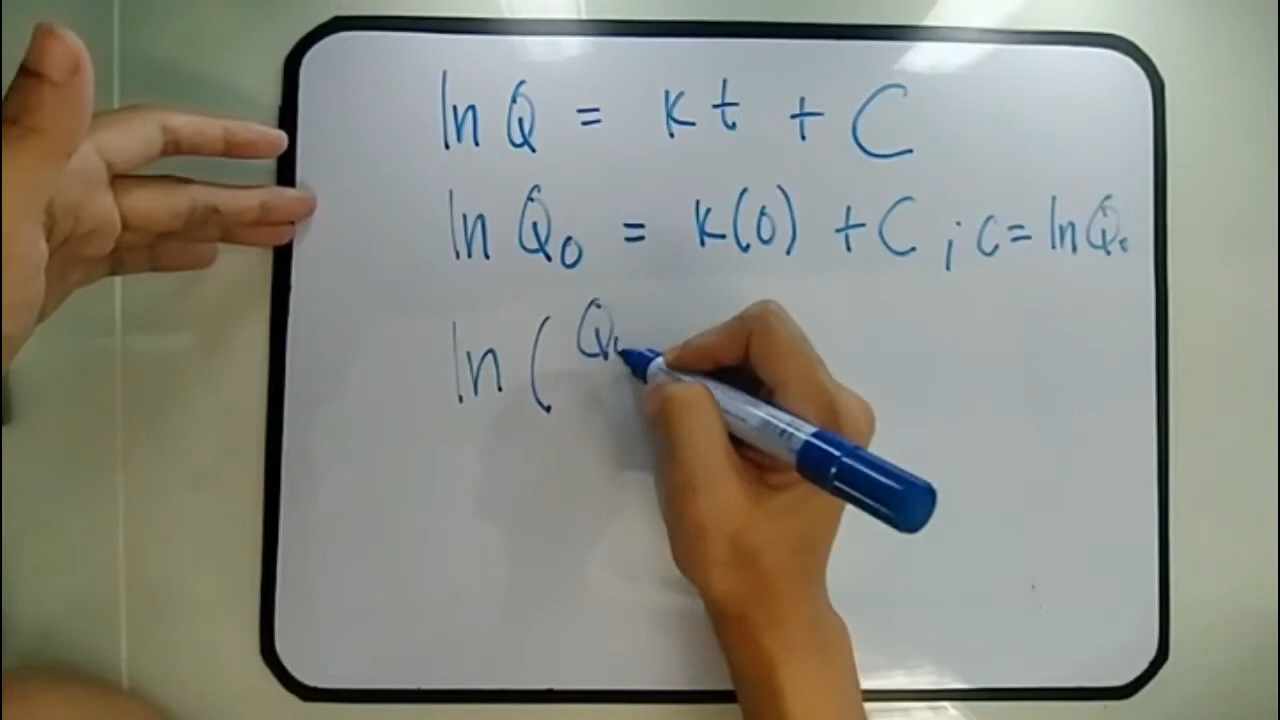 ln Q = kt + C
ln Q₀ = k(0) + C ; c = ln Q₀
ln ( Q